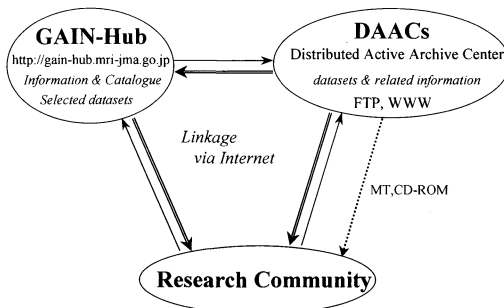 GAIN-Hub
http://gain-hub.mri-jma.go.jp
Information & Catalogue
Selected datasets
DAACs
Distributed Active Archive Center
datasets & related information
FTP, WWW
Linkage
via Internet
MT,CD-ROM
Research Community